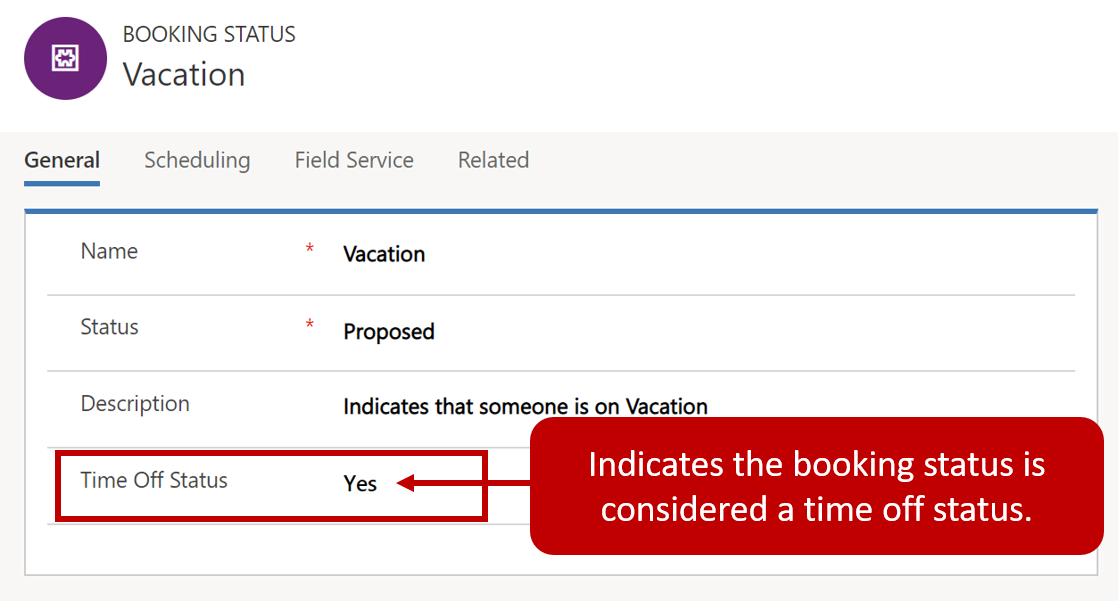 BOOKING STATUS
Vacation
General Scheduling Field Service Related
Name * Vacation
Status * Proposed
Description Indicates that someone is on Vacation
Time Off Status Yes
Indicates the booking status is
considered a time off status.